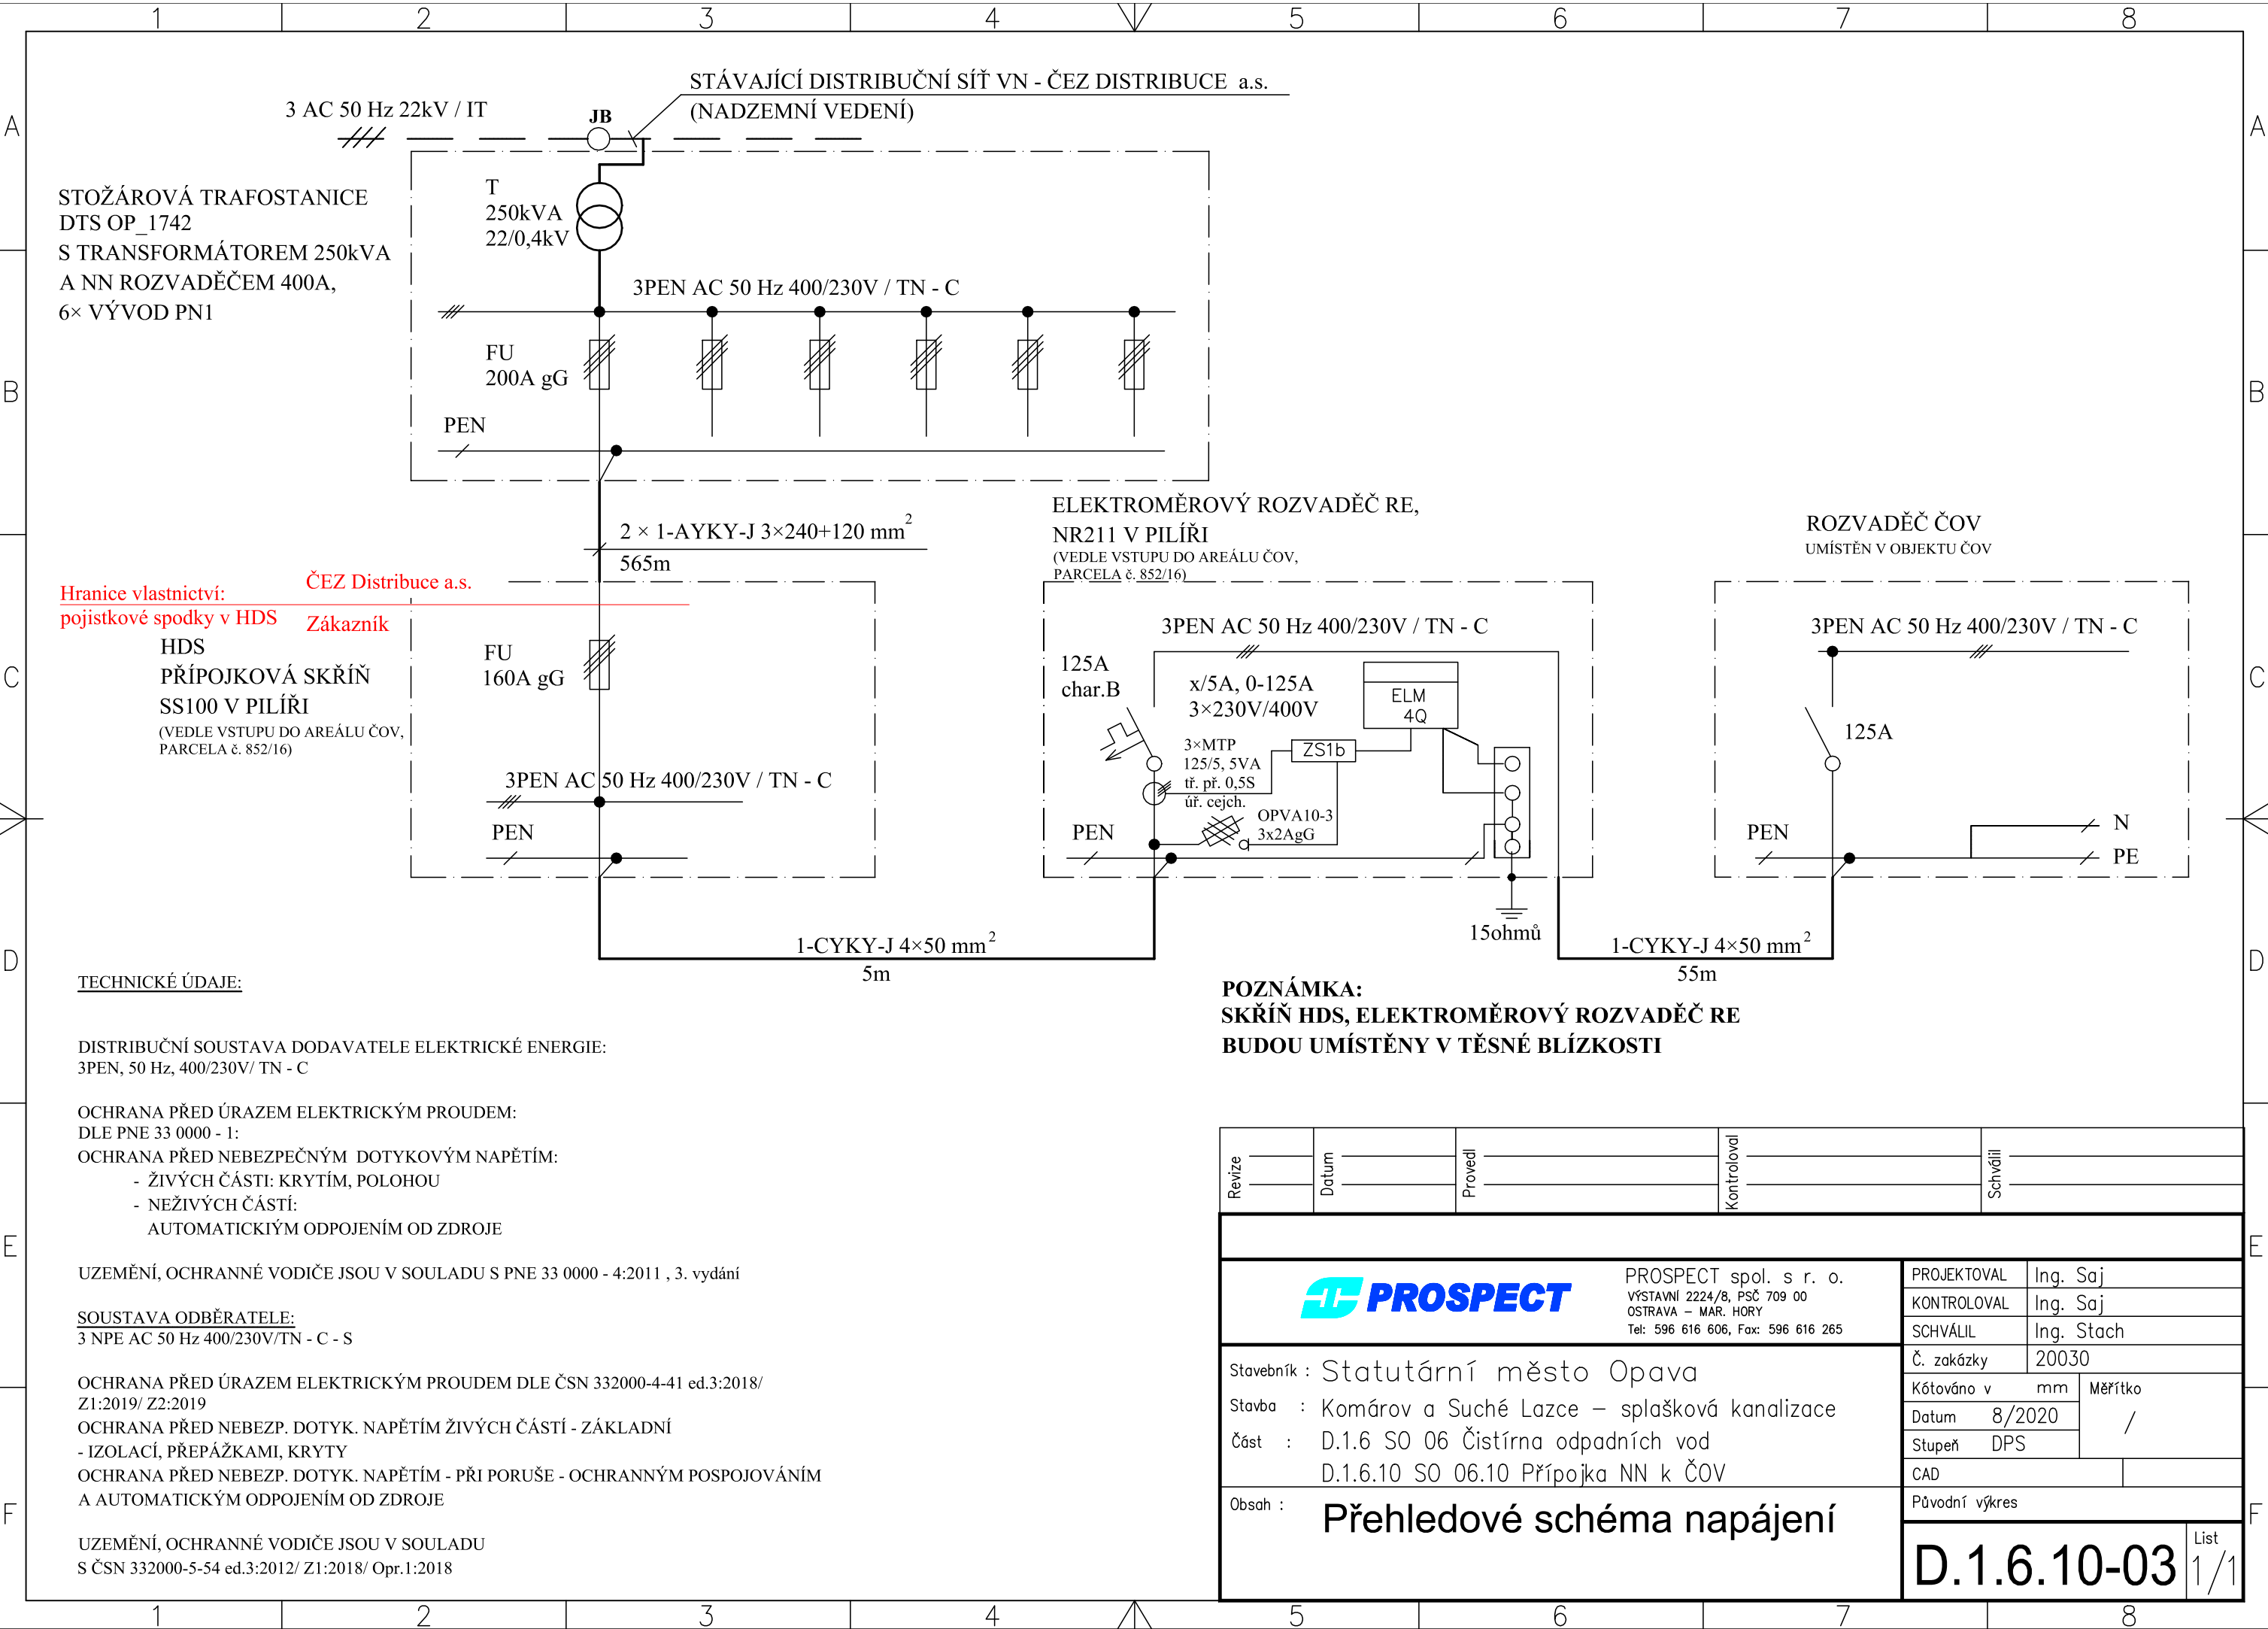 1 2 3 4 5 6 7 8
A A
B B
C C
D D
E E
F F
STÁVAJÍCÍ DISTRIBUČNÍ SÍŤ VN - ČEZ DISTRIBUCE a.s.
(NADZEMNÍ VEDENÍ)
3 AC 50 Hz 22kV / IT
JB
STOŽÁROVÁ TRAFOSTANICE
DTS OP_1742
S TRANSFORMÁTOREM 250kVA
A NN ROZVADĚČEM 400A,
6× VÝVOD PN1
T
250kVA
22/0,4kV
3PEN AC 50 Hz 400/230V / TN - C
FU
200A gG
PEN
2 × 1-AYKY-J 3×240+120 mm2
565m
Hranice vlastnictví:
pojistkové spodky v HDS
ČEZ Distribuce a.s.
Zákazník
HDS
PŘÍPOJKOVÁ SKŘÍŇ
SS100 V PILÍŘI
(VEDLE VSTUPU DO AREÁLU ČOV,
PARCELA č. 852/16)
FU
160A gG
3PEN AC 50 Hz 400/230V / TN - C
PEN
1-CYKY-J 4×50 mm2
5m
ELEKTROMĚROVÝ ROZVADĚČ RE,
NR211 V PILÍŘI
(VEDLE VSTUPU DO AREÁLU ČOV,
PARCELA č. 852/16)
3PEN AC 50 Hz 400/230V / TN - C
125A
char.B
x/5A, 0-125A
3×230V/400V
ELM
4Q
3×MTP
125/5, 5VA
tř. př. 0,5S
úř. cejch.
ZS1b
OPVA10-3
3x2AgG
PEN
15ohmů
1-CYKY-J 4×50 mm2
55m
ROZVADĚČ ČOV
UMÍSTĚN V OBJEKTU ČOV
3PEN AC 50 Hz 400/230V / TN - C
125A
PEN
N
PE
POZNÁMKA:
SKŘÍŇ HDS, ELEKTROMĚROVÝ ROZVADĚČ RE
BUDOU UMÍSTĚNY V TĚSNÉ BLÍZKOSTI
TECHNICKÉ ÚDAJE:
DISTRIBUČNÍ SOUSTAVA DODAVATELE ELEKTRICKÉ ENERGIE:
3PEN, 50 Hz, 400/230V/ TN - C
OCHRANA PŘED ÚRAZEM ELEKTRICKÝM PROUDEM:
DLE PNE 33 0000 - 1:
OCHRANA PŘED NEBEZPEČNÝM DOTYKOVÝM NAPĚTÍM:
- ŽIVÝCH ČÁSTI: KRYTÍM, POLOHOU
- NEŽIVÝCH ČÁSTÍ:
AUTOMATICKIÝM ODPOJENÍM OD ZDROJE
UZEMĚNÍ, OCHRANNÉ VODIČE JSOU V SOULADU S PNE 33 0000 - 4:2011 , 3. vydání
SOUSTAVA ODBĚRATELE:
3 NPE AC 50 Hz 400/230V/TN - C - S
OCHRANA PŘED ÚRAZEM ELEKTRICKÝM PROUDEM DLE ČSN 332000-4-41 ed.3:2018/
Z1:2019/ Z2:2019
OCHRANA PŘED NEBEZP. DOTYK. NAPĚTÍM ŽIVÝCH ČÁSTÍ - ZÁKLADNÍ
- IZOLACÍ, PŘEPÁŽKAMI, KRYTY
OCHRANA PŘED NEBEZP. DOTYK. NAPĚTÍM - PŘI PORUŠE - OCHRANNÝM POSPOJOVÁNÍM
A AUTOMATICKÝM ODPOJENÍM OD ZDROJE
UZEMĚNÍ, OCHRANNÉ VODIČE JSOU V SOULADU
S ČSN 332000-5-54 ed.3:2012/ Z1:2018/ Opr.1:2018
Revize Datum Provedl Kontroloval Schválil
PROSPECT
PROSPECT spol. s r. o.
VÝSTAVNÍ 2224/8, PSČ 709 00
OSTRAVA – MAR. HORY
Tel: 596 616 606, Fax: 596 616 265
PROJEKTOVAL Ing. Saj
KONTROLOVAL Ing. Saj
SCHVÁLIL Ing. Stach
Č. zakázky 20030
Kótováno v mm Měřítko
Datum 8/2020 /
Stupeň DPS
CAD
Původní výkres
Stavebník : Statutární město Opava
Stavba : Komárov a Suché Lazce – splašková kanalizace
Část : D.1.6 SO 06 Čistírna odpadních vod
D.1.6.10 SO 06.10 Přípojka NN k ČOV
Obsah : Přehledové schéma napájení
D.1.6.10-03
List
1/1
1 2 3 4 5 6 7 8